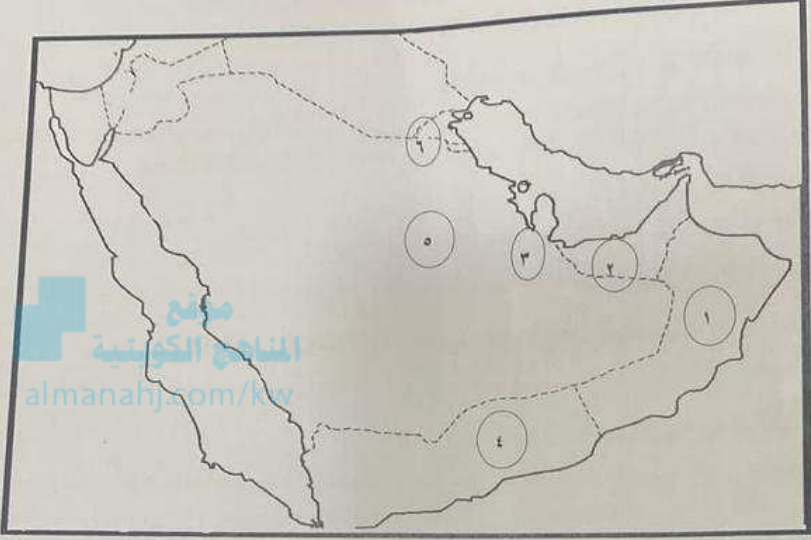 ٦
٥
٣
٢
١
٤
موقع
المناهج الكويتية
almanahj.com/kw